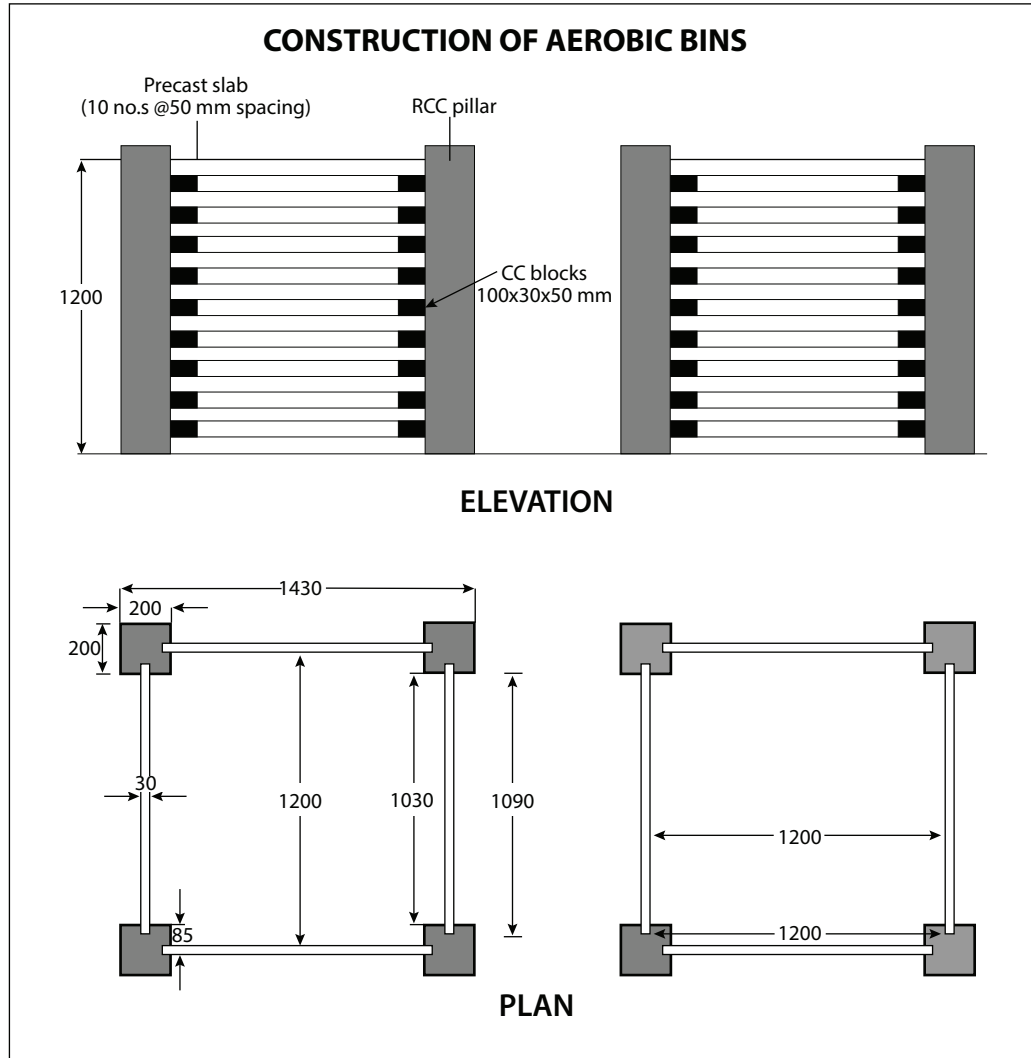 CONSTRUCTION OF AEROBIC BINS
Precast slab
(10 no.s @50 mm spacing)
RCC pillar
1200
CC blocks
100x30x50 mm
ELEVATION
1430
200
200
30
1200
1030
1090
85
1200
1200
PLAN